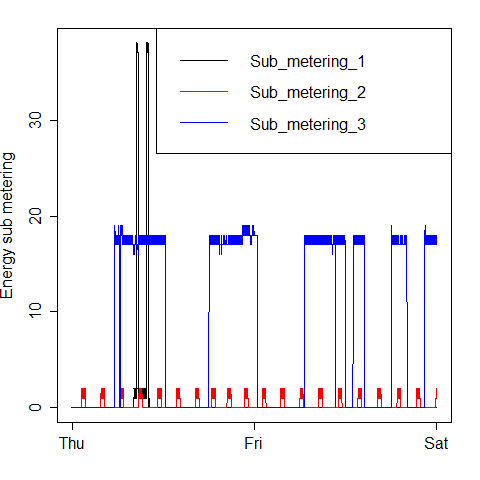 Sub_metering_1
Sub_metering_2
Sub_metering_3
Energy sub metering
30
20
10
0
Thu
Fri
Sat